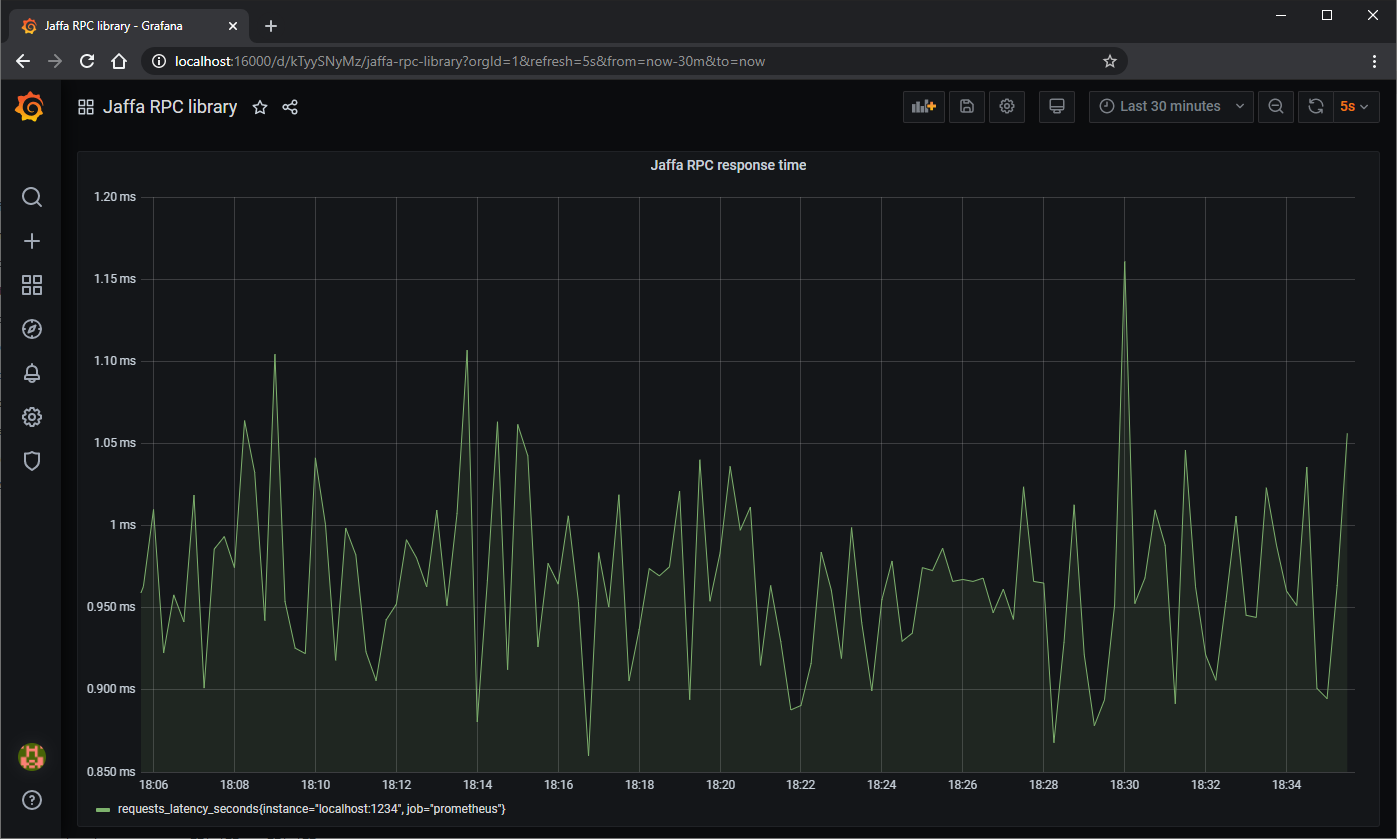 Jaffa RPC library - Grafana
localhost:16000/d/kTyySNyMz/jaffa-rpc-library?orgId=1&refresh=5s&from=now-30m&to=now
Jaffa RPC library
Last 30 minutes
5s
Jaffa RPC response time
1.20 ms
1.15 ms
1.10 ms
1.05 ms
1 ms
0.950 ms
0.900 ms
0.850 ms
18:06 18:08 18:10 18:12 18:14 18:16 18:18 18:20 18:22 18:24 18:26 18:28 18:30 18:32 18:34
requests_latency_seconds{instance="localhost:1234", job="prometheus"}